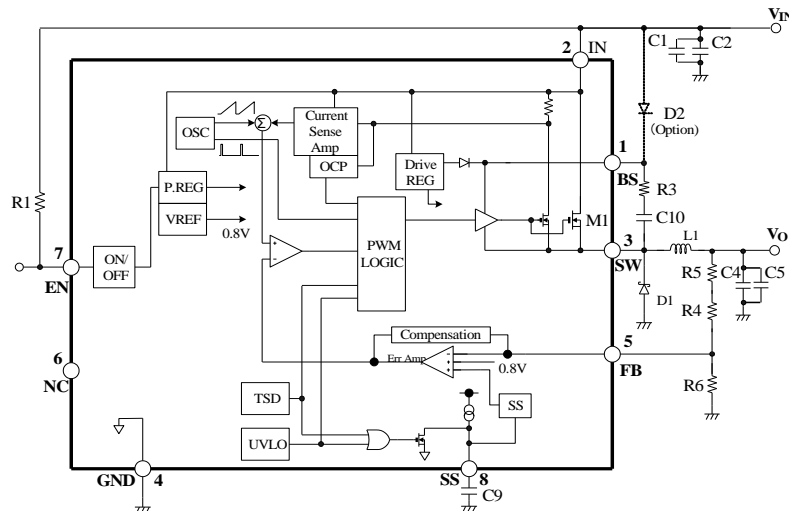 VIN
2 IN
C1 C2
D2
(Option)
OSC
Σ
Current
Sense
Amp
OCP
Drive
REG
1
BS
R3
C10
R1
P.REG
VREF
0.8V
M1
7
EN
ON/
OFF
+
−
PWM
LOGIC
3
SW
L1
VO
D1
R5 C4 C5
R4
6
NC
Compensation
Err Amp
−
+
+
0.8V
5
FB
R6
TSD
SS
UVLO
GND 4
SS 8
C9